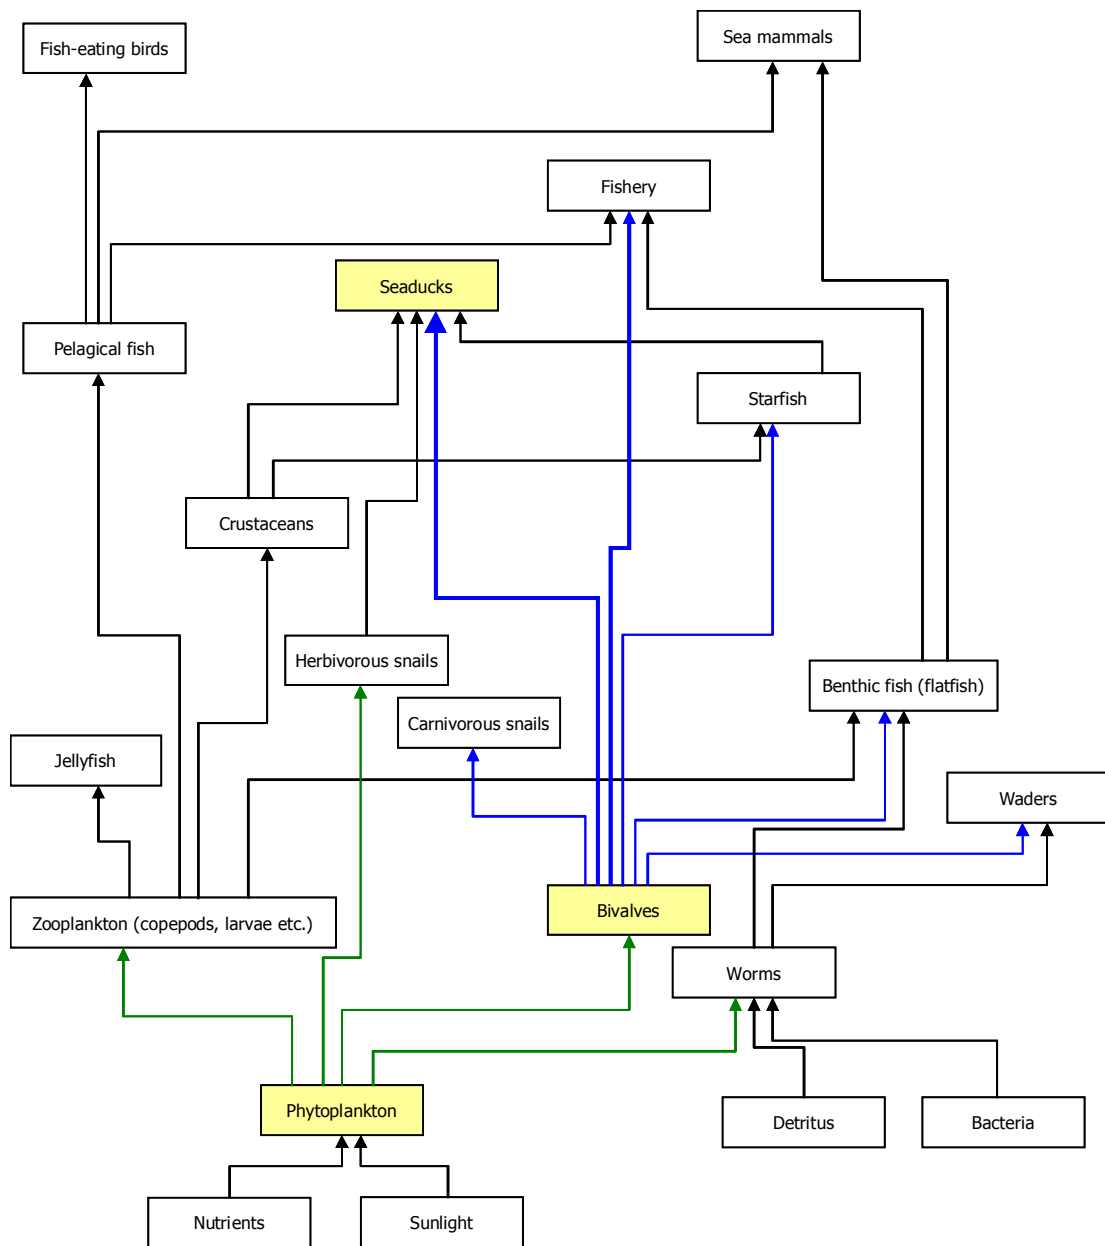 Fish-eating birds
Sea mammals
Fishery
Seaducks
Pelagical fish
Starfish
Crustaceans
Herbivorous snails
Benthic fish (flatfish)
Carnivorous snails
Jellyfish
Waders
Zooplankton (copepods, larvae etc.)
Bivalves
Worms
Phytoplankton
Detritus
Bacteria
Nutrients
Sunlight